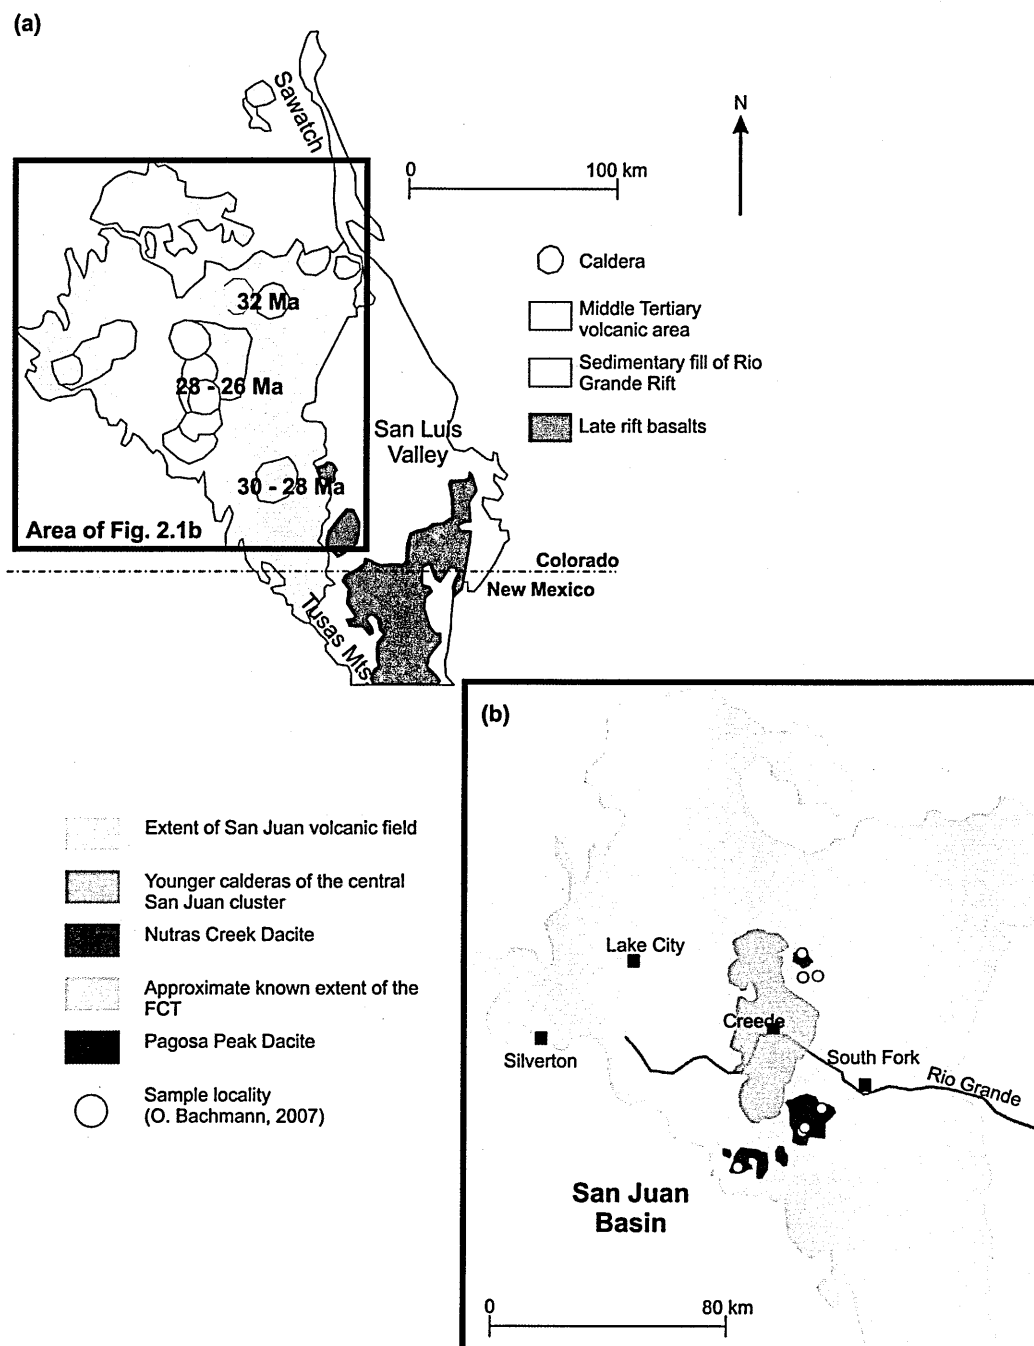 (a)
Sawatch
N
0
100 km
Caldera
32 Ma
Middle Tertiary
volcanic area
Sedimentary fill of Rio
Grande Rift
28 - 26 Ma
Late rift basalts
San Luis
Valley
30 - 28 Ma
Area of Fig. 2.1b
Colorado
New Mexico
Tusas Mts
(b)
Extent of San Juan volcanic field
Younger calderas of the central
San Juan cluster
Nutras Creek Dacite
Approximate known extent of the
FCT
Pagosa Peak Dacite
Sample locality
(O. Bachmann, 2007)
Lake City
Creede
Silverton
South Fork
Rio Grande
San Juan
Basin
0
80 km